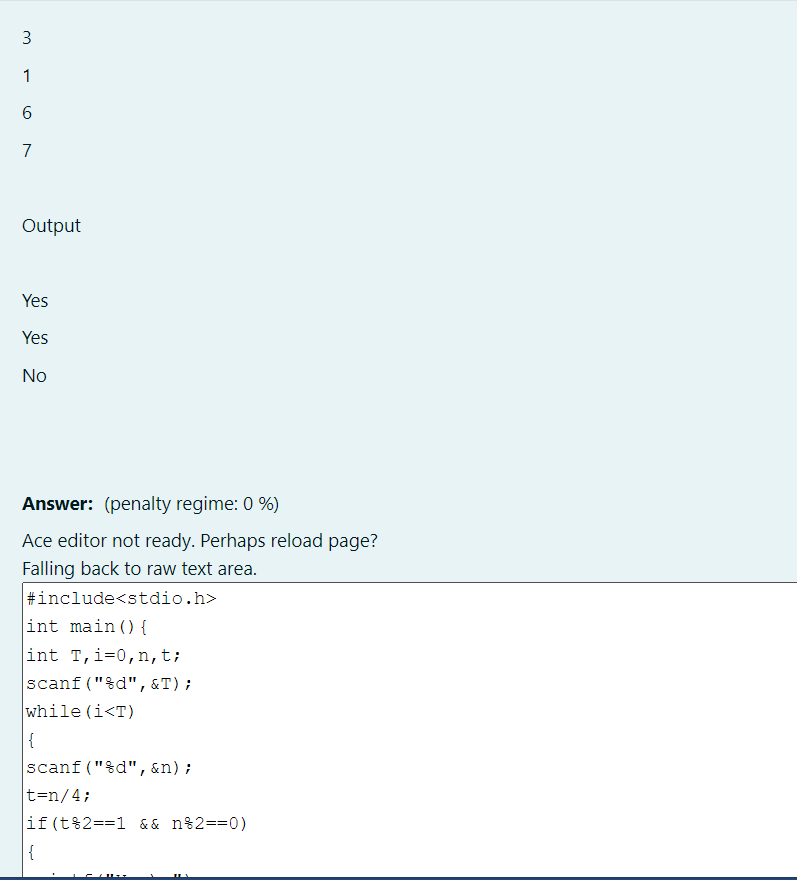 3
1
6
7
Output
Yes
Yes
No
Answer: (penalty regime: 0 %)
Ace editor not ready. Perhaps reload page?
Falling back to raw text area.
#include<stdio.h>
int main(){
int T,i=0,n,t;
scanf("%d",&T);
while(i<T)
{
scanf("%d",&n);
t=n/4;
if(t%2==1 && n%2==0)
{